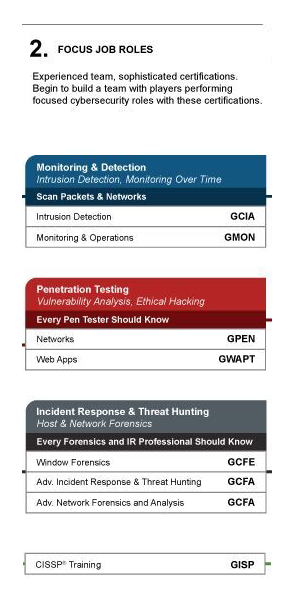 2. FOCUS JOB ROLES
Experienced team, sophisticated certifications.
Begin to build a team with players performing
focused cybersecurity roles with these certifications.
Monitoring & Detection
Intrusion Detection, Monitoring Over Time
Scan Packets & Networks
Intrusion Detection GCIA
Monitoring & Operations GMON
Penetration Testing
Vulnerability Analysis, Ethical Hacking
Every Pen Tester Should Know
Networks GPEN
Web Apps GWAPT
Incident Response & Threat Hunting
Host & Network Forensics
Every Forensics and IR Professional Should Know
Window Forensics GCFE
Adv. Incident Response & Threat Hunting GCFA
Adv. Network Forensics and Analysis GCFA
CISSP® Training GISP